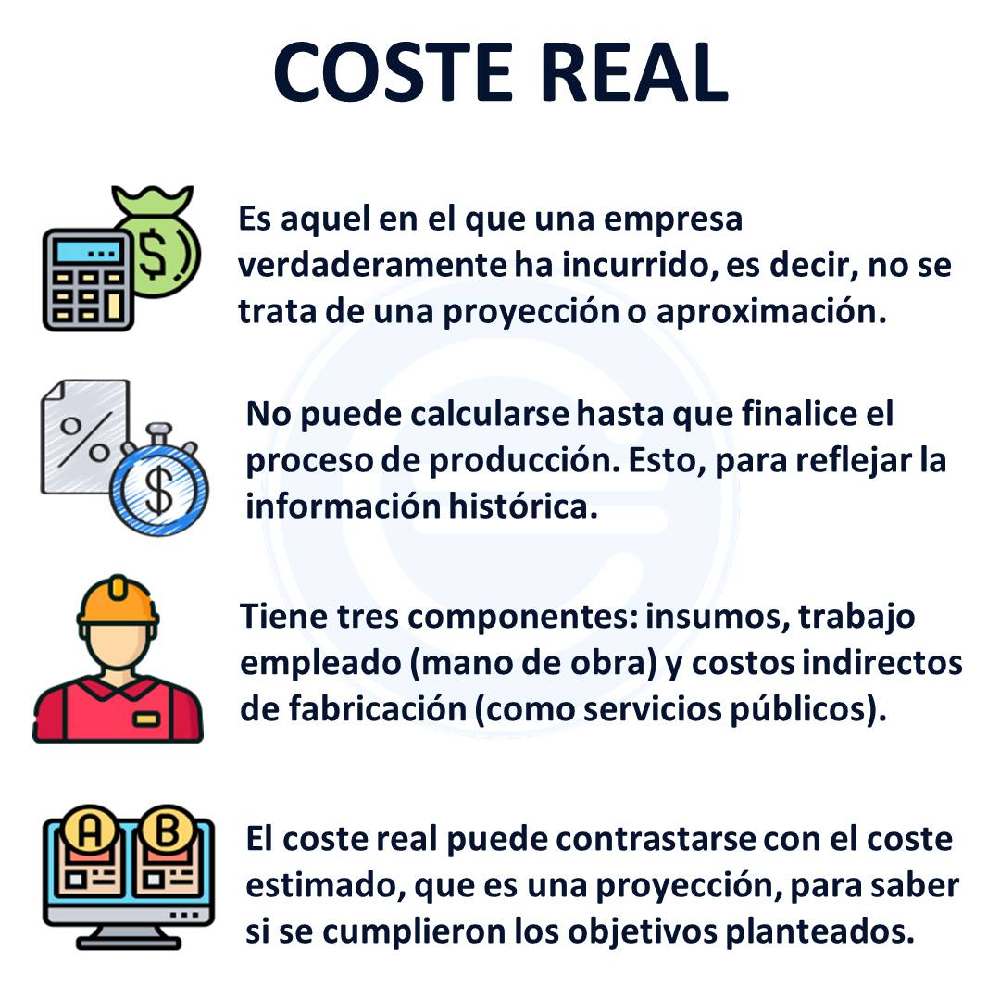 COSTE REAL
Es aquel en el que una empresa
verdaderamente ha incurrido, es decir, no se
trata de una proyección o aproximación.
No puede calcularse hasta que finalice el
proceso de producción. Esto, para reflejar la
información histórica.
Tiene tres componentes: insumos, trabajo
empleado (mano de obra) y costos indirectos
de fabricación (como servicios públicos).
A B
El coste real puede contrastarse con el coste
estimado, que es una proyección, para saber
si se cumplieron los objetivos planteados.